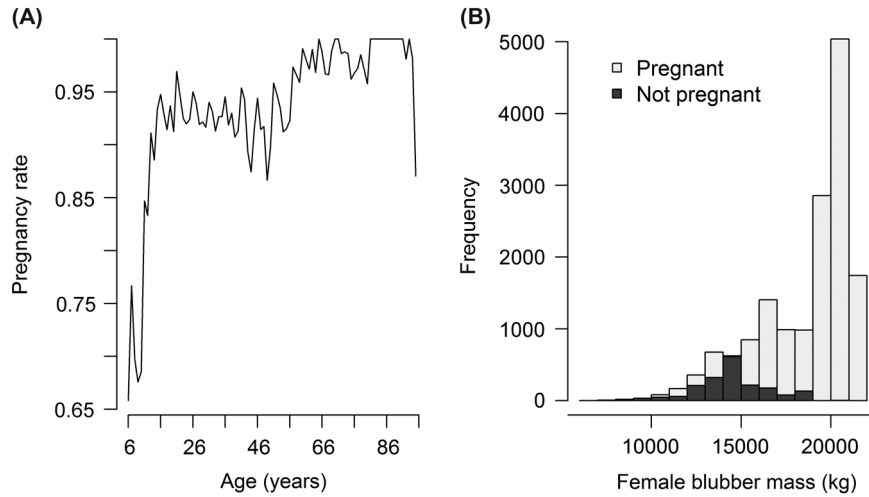 (A)
0.95
0.85
0.75
0.65
Pregnancy rate
6 26 46 66 86
Age (years)
(B)
5000
4000
3000
2000
1000
0
Frequency
Pregnant
Not pregnant
10000 15000 20000
Female blubber mass (kg)